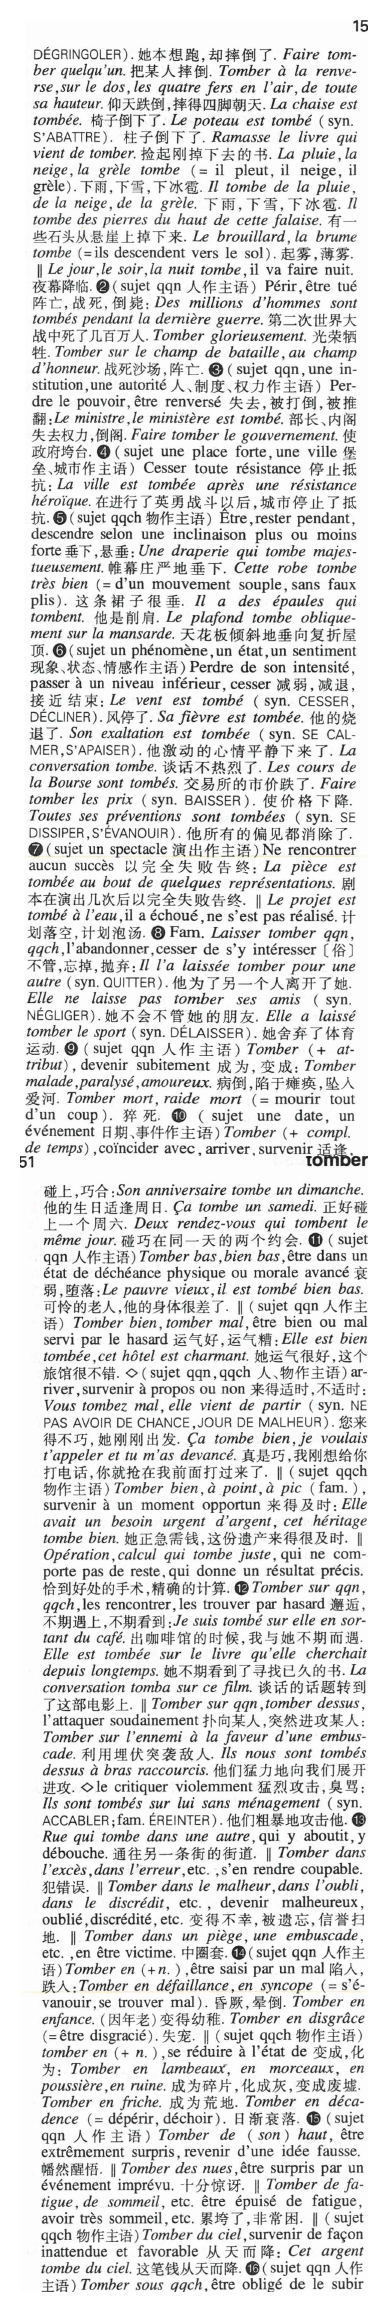 15
DÉGRINGOLER). 她本想跑,却摔倒了. Faire tom-
ber quelqu'un. 把某人摔倒. Tomber à la renve-
rse,sur le dos,les quatre fers en l'air,de toute
sa hauteur. 仰天跌倒,摔得四脚朝天. La chaise est
tombée. 椅子倒下了. Le poteau est tombé (syn.
S'ABATTRE). 柱子倒下了. Ramasse le livre qui
vient de tomber. 捡起刚掉下去的书. La pluie,la
neige,la grèle tombe (= il pleut, il neige, il
grèle). 下雨,下雪,下冰雹. Il tombe de la pluie,
de la neige,de la grèle. 下雨,下雪,下冰雹. Il
tombe des pierres du haut de cette falaise. 有一
些石头从悬崖上掉下来. Le brouillard,la brume
tombe (=ils descendent vers le sol). 起雾,薄雾.
‖ Le jour,le soir,la nuit tombe,il va faire nuit.
夜幕降临. ❷(sujet qqn 人作主语) Périr,être tué
阵亡,战死,倒毙: Des millions d'hommes sont
tombés pendant la dernière guerre. 第二次世界大
战中死了几百万人. Tomber glorieusement. 光荣牺
牲. Tomber sur le champ de bataille,au champ
d'honneur. 战死沙场,阵亡. ❸(sujet qqn,une in-
stitution,une autorité 人、制度、权力作主语) Per-
dre le pouvoir,être renversé 失去,被打倒,被推
翻:Le ministre,le ministère est tombé. 部长、内阁
失去权力,倒阁. Faire tomber le gouvernement. 使
政府垮台. ❹(sujet une place forte,une ville 堡
垒、城市作主语) Cesser toute résistance 停止抵
抗: La ville est tombée après une résistance
héroïque. 在进行了英勇战斗以后,城市停止了抵
抗. ❺(sujet qqch 物作主语) Être,rester pendant,
descendre selon une inclinaison plus ou moins
forte 垂下,悬垂: Une draperie qui tombe majes-
tueusement. 帷幕庄严地垂下. Cette robe tombe
très bien (= d'un mouvement souple,sans faux
plis). 这条裙子很垂. Il a des épaules qui
tombent. 他是削肩. Le plafond tombe oblique-
ment sur la mansarde. 天花板倾斜地垂向复折屋
顶. ❻(sujet un phénomène,un état,un sentiment
现象、状态、情感作主语) Perdre de son intensité,
passer à un niveau inférieur, cesser 减弱,减退,
接近结束: Le vent est tombé (syn. CESSER,
DÉCLINER). 风停了. Sa fièvre est tombée. 他的烧
退了. Son exaltation est tombée (syn. SE CAL-
MER,S'APAISER). 他激动的心情平静下来了. La
conversation tombe. 谈话不热烈了. Les cours de
la Bourse sont tombés. 交易所的市价跌了. Faire
tomber les prix (syn. BAISSER). 使价格下降.
Toutes ses préventions sont tombées (syn. SE
DISSIPER,S'ÉVANOUIR). 他所有的偏见都消除了.
❼(sujet un spectacle 演出作主语) Ne rencontrer
aucun succès 以完全失败告终: La pièce est
tombée au bout de quelques représentations. 剧
本在演出几次后以完全失败告终. ‖ Le projet est
tombé à l'eau,il a échoué,ne s'est pas réalisé. 计
划落空,计划泡汤. ❽ Fam. Laisser tomber qqn,
qqch,l'abandonner,cesser de s'y intéresser〔俗〕
不管,忘掉,抛弃:Il l'a laissée tomber pour une
autre (syn. QUITTER). 他为了另一个人离开了她.
Elle ne laisse pas tomber ses amis (syn.
NÉGLIGER). 她不会不管她的朋友. Elle a laissé
tomber le sport (syn. DÉLAISSER). 她舍弃了体育
运动. ❾(sujet qqn 人作主语) Tomber (+ at-
tribut), devenir subitement 成为,变成: Tomber
malade,paralysé,amoureux. 病倒,陷于瘫痪,坠入
爱河. Tomber mort, raide mort (= mourir tout
d'un coup). 猝死. ❿ (sujet une date, un
événement 日期、事件作主语) Tomber (+ compl.
de temps),coïncider avec,arriver,survenir 适逢,
51 tomber
碰上,巧合:Son anniversaire tombe un dimanche.
他的生日适逢周日. Ça tombe un samedi. 正好碰
上一个周六. Deux rendez-vous qui tombent le
même jour. 碰巧在同一天的两个约会. ⓫(sujet
qqn 人作主语) Tomber bas,bien bas,être dans un
état de déchéance physique ou morale avancé 衰
弱,堕落:Le pauvre vieux,il est tombé bien bas.
可怜的老人,他的身体很差了. ‖(sujet qqn 人作主
语) Tomber bien,tomber mal,être bien ou mal
servi par le hasard 运气好,运气糟:Elle est bien
tombée,cet hôtel est charmant. 她运气很好,这个
旅馆很不错. ◇(sujet qqn,qqch 人、物作主语) ar-
river,survenir à propos ou non 来得适时,不适时:
Vous tombez mal,elle vient de partir (syn. NE
PAS AVOIR DE CHANCE,JOUR DE MALHEUR). 您来
得不巧,她刚刚出发. Ça tombe bien,je voulais
t'appeler et tu m'as devancé. 真是巧,我刚想给你
打电话,你就抢在我前面打过来了. ‖(sujet qqch
物作主语) Tomber bien,à point,à pic (fam.),
survenir à un moment opportun 来得及时:Elle
avait un besoin urgent d'argent, cet héritage
tombe bien. 她正急需钱,这份遗产来得很及时. ‖
Opération,calcul qui tombe juste,qui ne com-
porte pas de reste,qui donne un résultat précis.
恰到好处的手术,精确的计算. ⓬Tomber sur qqn,
qqch,les rencontrer,les trouver par hasard 邂逅,
不期遇上,不期看到:Je suis tombé sur elle en sor-
tant du café. 出咖啡馆的时候,我与她不期而遇.
Elle est tombée sur le livre qu'elle cherchait
depuis longtemps. 她不期看到了寻找已久的书. La
conversation tomba sur ce film. 谈话的话题转到
了这部电影上. ‖ Tomber sur qqn,tomber dessus,
l'attaquer soudainement 扑向某人,突然进攻某人:
Tomber sur l'ennemi à la faveur d'une embus-
cade. 利用埋伏突袭敌人. Ils nous sont tombés
dessus à bras raccourcis. 他们猛力地向我们展开
进攻. ◇le critiquer violemment 猛烈攻击,臭骂:
Ils sont tombés sur lui sans ménagement (syn.
ACCABLER;fam. ÉREINTER). 他们粗暴地攻击他. ⓭
Rue qui tombe dans une autre,qui y aboutit,y
débouche. 通往另一条街的街道. ‖ Tomber dans
l'excès,dans l'erreur,etc.,s'en rendre coupable.
犯错误. ‖ Tomber dans le malheur,dans l'oubli,
dans le discrédit, etc., devenir malheureux,
oublié,discrédité,etc. 变得不幸,被遗忘,信誉扫
地. ‖ Tomber dans un piège, une embuscade,
etc.,en être victime. 中圈套. ⓮(sujet qqn 人作主
语) Tomber en (+n.),être saisi par un mal 陷入,
跌入:Tomber en défaillance,en syncope (= s'é-
vanouir,se trouver mal). 昏厥,晕倒. Tomber en
enfance. (因年老)变得幼稚. Tomber en disgrâce
(=être disgracié). 失宠. ‖(sujet qqch 物作主语)
tomber en (+ n.),se réduire à l'état de 变成,化
为: Tomber en lambeaux, en morceaux, en
poussière,en ruine. 成为碎片,化成灰,变成废墟.
Tomber en friche. 成为荒地. Tomber en déca-
dence (= dépérir, déchoir). 日渐衰落. ⓯(sujet
qqn 人作主语) Tomber de (son) haut, être
extrêmement surpris, revenir d'une idée fausse.
幡然醒悟. ‖ Tomber des nues,être surpris par un
événement imprévu. 十分惊讶. ‖ Tomber de fa-
tigue, de sommeil, etc. être épuisé de fatigue,
avoir très sommeil,etc. 累垮了,非常困. ‖(sujet
qqch 物作主语) Tomber du ciel,survenir de façon
inattendue et favorable 从天而降: Cet argent
tombe du ciel. 这笔钱从天而降. ⓰(sujet qqn 人作
主语) Tomber sous qqch,être obligé de le subir